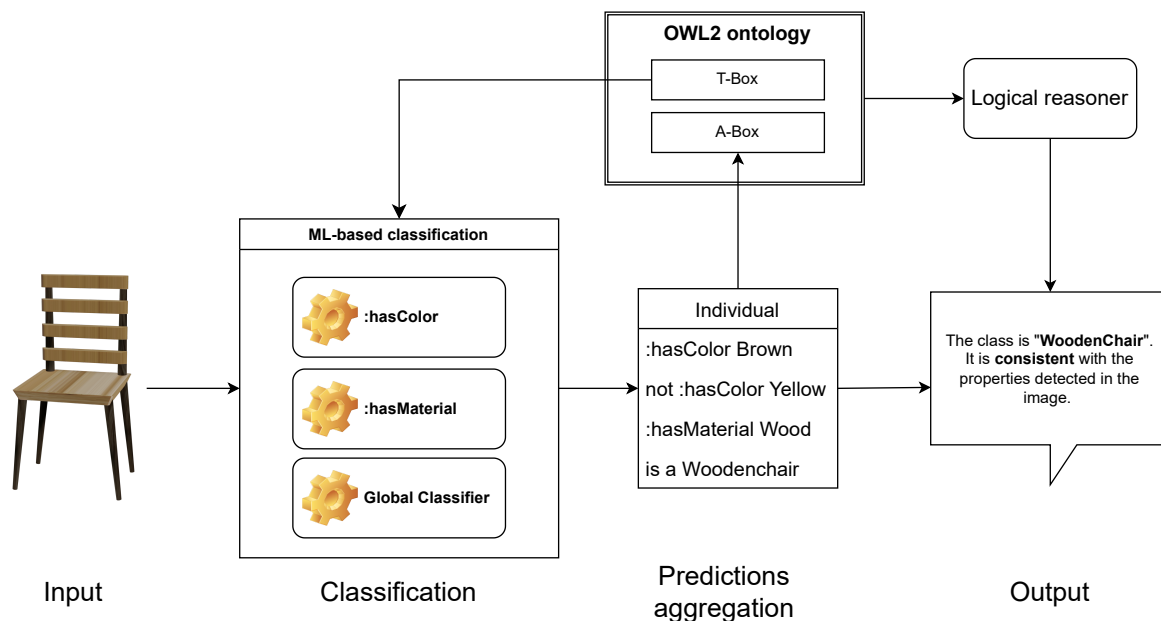 OWL2 ontology
T-Box
A-Box
Logical reasoner
ML-based classification
:hasColor
:hasMaterial
Global Classifier
Individual
:hasColor Brown
not :hasColor Yellow
:hasMaterial Wood
is a Woodenchair
The class is "WoodenChair".
It is consistent with the
properties detected in the
image.
Input
Classification
Predictions
aggregation
Output